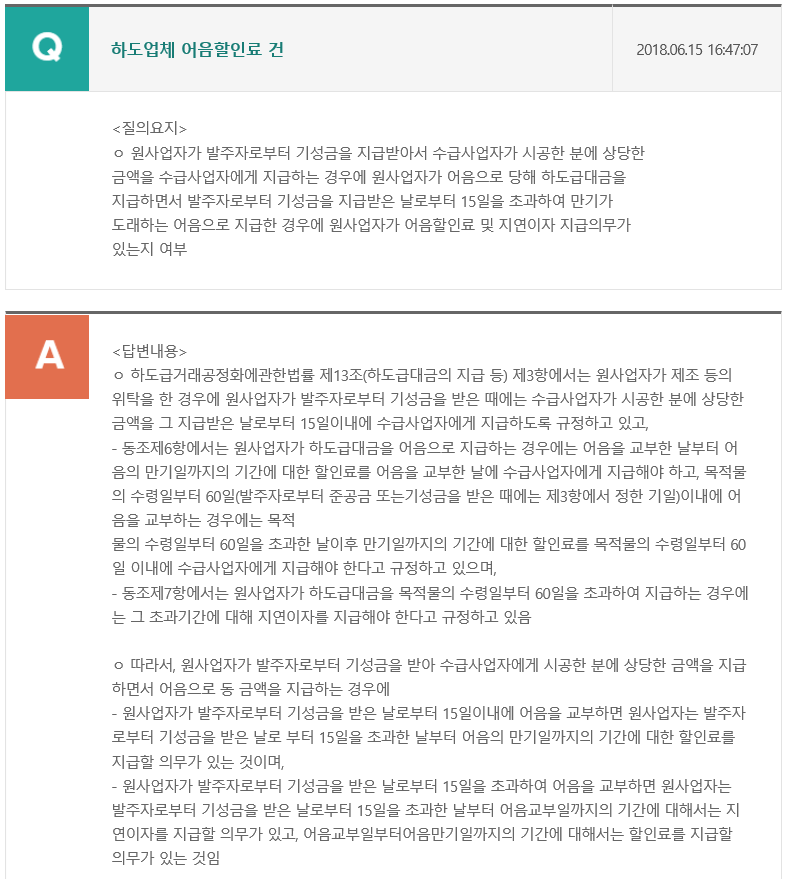 Q
하도업체 어음할인료 건
2018.06.15 16:47:07
<질의요지>
ㅇ 원사업자가 발주자로부터 기성금을 지급받아서 수급사업자가 시공한 분에 상당한
금액을 수급사업자에게 지급하는 경우에 원사업자가 어음으로 당해 하도급대금을
지급하면서 발주자로부터 기성금을 지급받은 날로부터 15일을 초과하여 만기가
도래하는 어음으로 지급한 경우에 원사업자가 어음할인료 및 지연이자 지급의무가
있는지 여부
A
<답변내용>
ㅇ 하도급거래공정화에관한법률 제13조(하도급대금의 지급 등) 제3항에서는 원사업자가 제조 등의
위탁을 한 경우에 원사업자가 발주자로부터 기성금을 받은 때에는 수급사업자가 시공한 분에 상당한
금액을 그 지급받은 날로부터 15일이내에 수급사업자에게 지급하도록 규정하고 있고,
- 동조제6항에서는 원사업자가 하도급대금을 어음으로 지급하는 경우에는 어음을 교부한 날부터 어
음의 만기일까지의 기간에 대한 할인료를 어음을 교부한 날에 수급사업자에게 지급해야 하고, 목적물
의 수령일부터 60일(발주자로부터 준공금 또는기성금을 받은 때에는 제3항에서 정한 기일)이내에 어
음을 교부하는 경우에는 목적
물의 수령일부터 60일을 초과한 날이후 만기일까지의 기간에 대한 할인료를 목적물의 수령일부터 60
일 이내에 수급사업자에게 지급해야 한다고 규정하고 있으며,
- 동조제7항에서는 원사업자가 하도급대금을 목적물의 수령일부터 60일을 초과하여 지급하는 경우에
는 그 초과기간에 대해 지연이자를 지급해야 한다고 규정하고 있음
ㅇ 따라서, 원사업자가 발주자로부터 기성금을 받아 수급사업자에게 시공한 분에 상당한 금액을 지급
하면서 어음으로 동 금액을 지급하는 경우에
- 원사업자가 발주자로부터 기성금을 받은 날로부터 15일이내에 어음을 교부하면 원사업자는 발주자
로부터 기성금을 받은 날로 부터 15일을 초과한 날부터 어음의 만기일까지의 기간에 대한 할인료를
지급할 의무가 있는 것이며,
- 원사업자가 발주자로부터 기성금을 받은 날로부터 15일을 초과하여 어음을 교부하면 원사업자는
발주자로부터 기성금을 받은 날로부터 15일을 초과한 날부터 어음교부일까지의 기간에 대해서는 지
연이자를 지급할 의무가 있고, 어음교부일부터어음만기일까지의 기간에 대해서는 할인료를 지급할
의무가 있는 것임